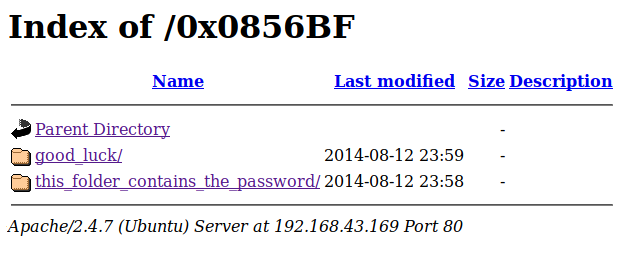 Index of /0x0856BF
Name Last modified Size Description
Parent Directory -
good_luck/ 2014-08-12 23:59 -
this_folder_contains_the_password/ 2014-08-12 23:58 -
Apache/2.4.7 (Ubuntu) Server at 192.168.43.169 Port 80